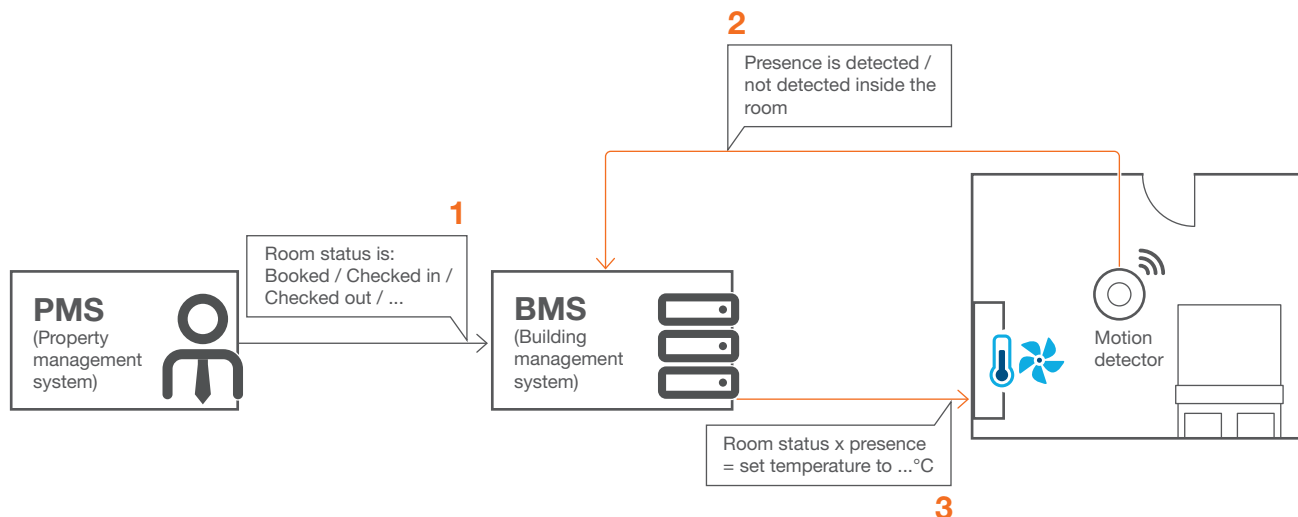 2
Presence is detected /
not detected inside the
room
1
Room status is:
Booked / Checked in /
Checked out / ...
PMS
(Property
management
system)
BMS
(Building
management
system)
Motion
detector
Room status x presence
= set temperature to ...°C
3